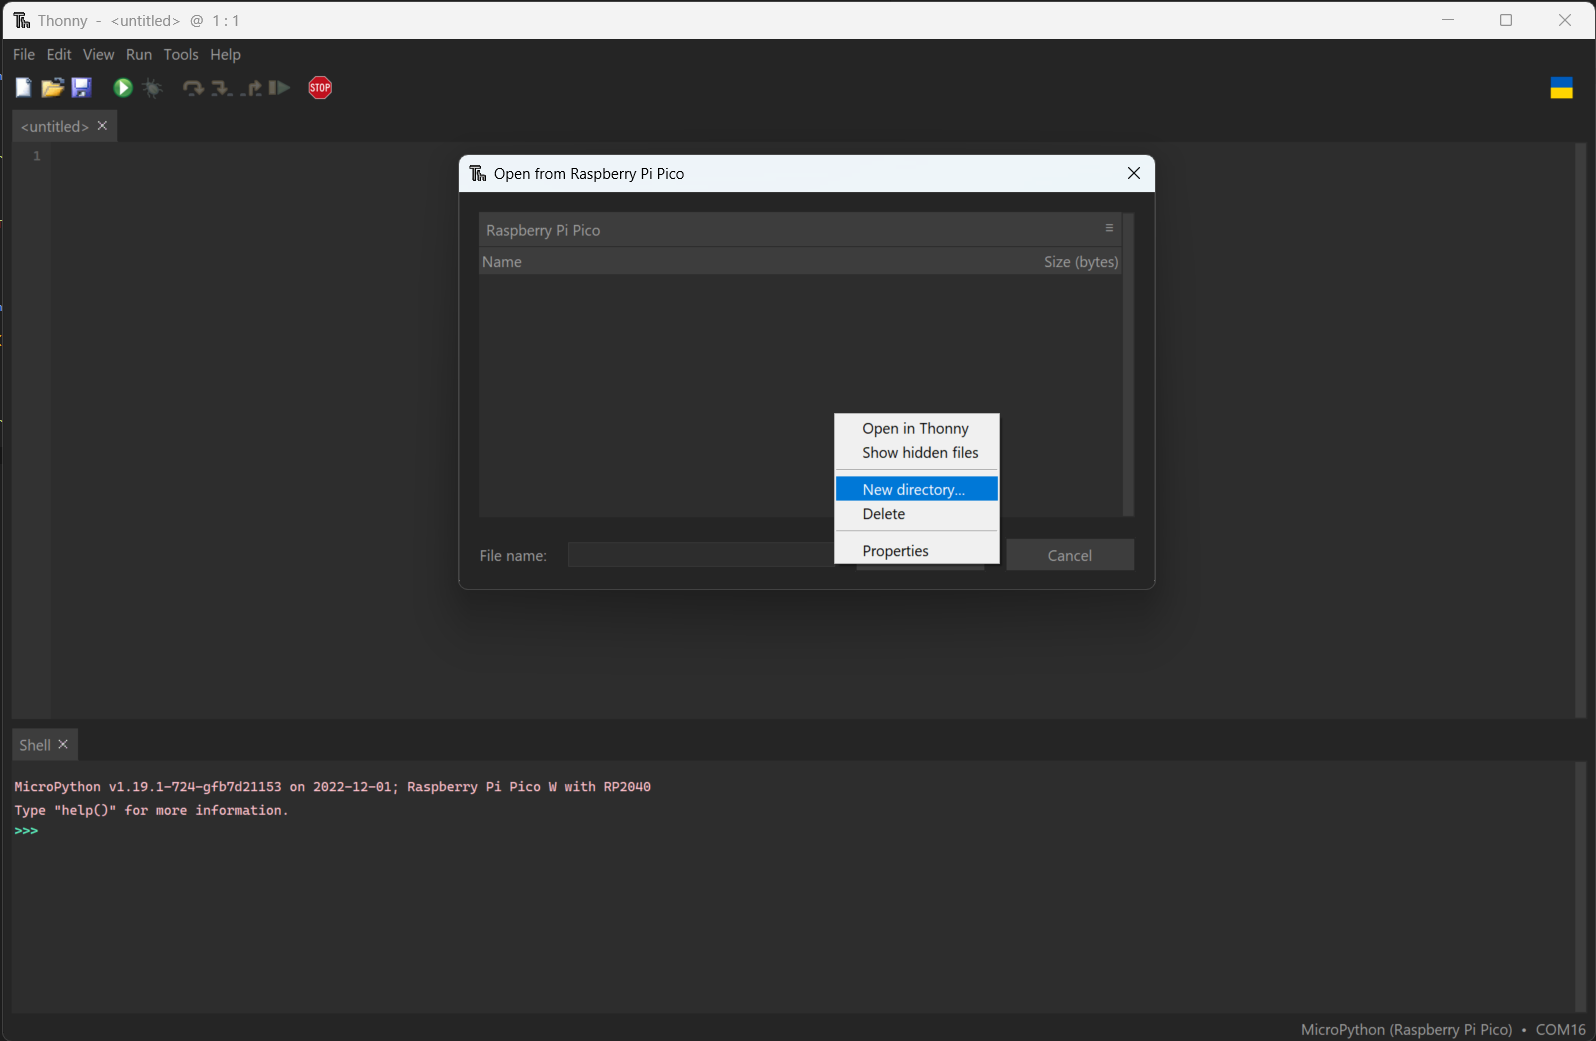 Thonny - <untitled> @ 1:1
File Edit View Run Tools Help
STOP
<untitled>
1
Open from Raspberry Pi Pico
Raspberry Pi Pico
Name Size (bytes)
Open in Thonny
Show hidden files
New directory...
Delete
Properties
File name:
Cancel
Shell
MicroPython v1.19.1-724-gfb7d21153 on 2022-12-01; Raspberry Pi Pico W with RP2040
Type "help()" for more information.
>>>
MicroPython (Raspberry Pi Pico) • COM16